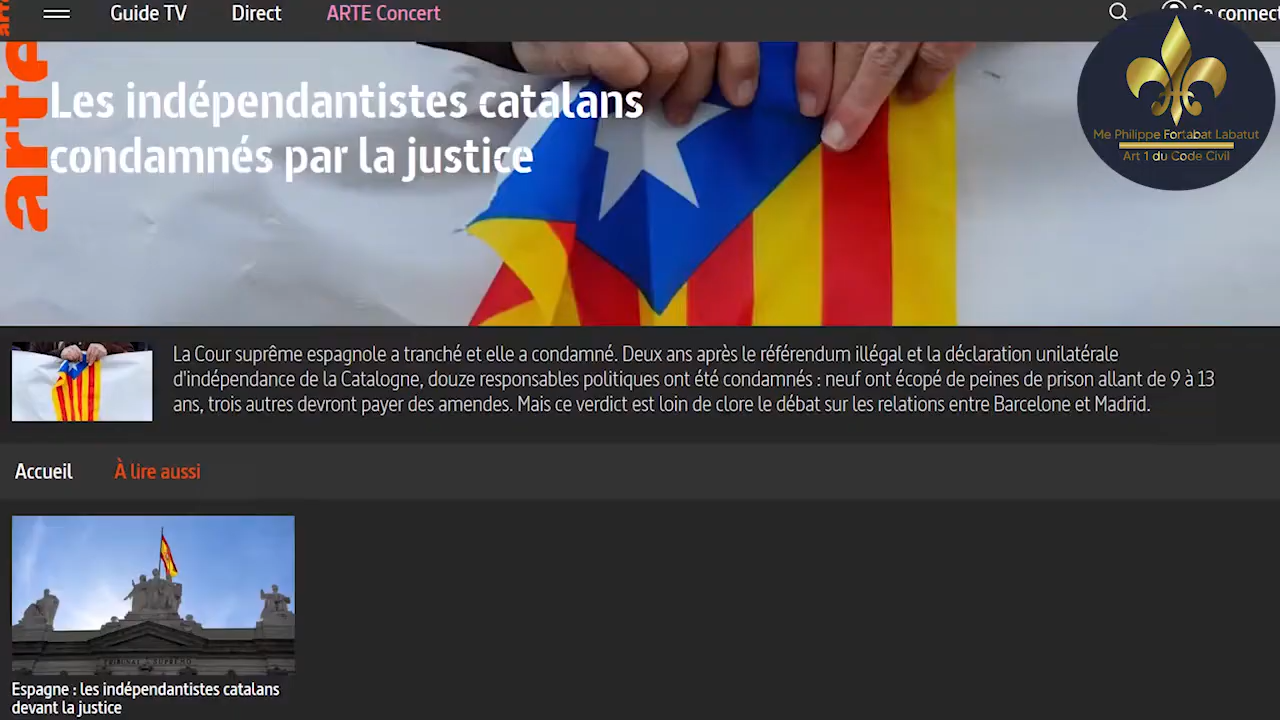 Guide TV
Direct
ARTE Concert
Se connect
arte
Les indépendantistes catalans
condamnés par la justice
Me Philippe Fortabat Labatut
Art 1 du Code Civil
La Cour suprême espagnole a tranché et elle a condamné. Deux ans après le référendum illégal et la déclaration unilatérale
d'indépendance de la Catalogne, douze responsables politiques ont été condamnés : neuf ont écopé de peines de prison allant de 9 à 13
ans, trois autres devront payer des amendes. Mais ce verdict est loin de clore le débat sur les relations entre Barcelone et Madrid.
Accueil
À lire aussi
TRIBUNAL SUPREMO
Espagne : les indépendantistes catalans
devant la justice